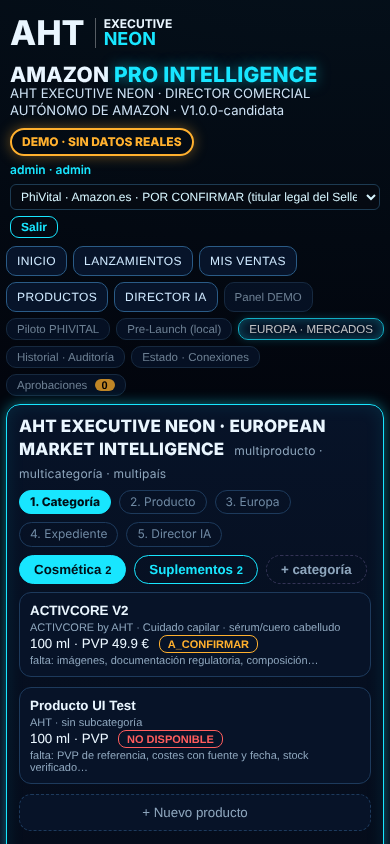 AHT EXECUTIVE
NEON
AMAZON PRO INTELLIGENCE
AHT EXECUTIVE NEON · DIRECTOR COMERCIAL
AUTÓNOMO DE AMAZON · V1.0.0-candidata
DEMO · SIN DATOS REALES
admin · admin
PhiVital · Amazon.es · POR CONFIRMAR (titular legal del Selle
Salir
INICIO LANZAMIENTOS MIS VENTAS
PRODUCTOS DIRECTOR IA Panel DEMO
Piloto PHIVITAL Pre-Launch (local) EUROPA · MERCADOS
Historial · Auditoría Estado · Conexiones
Aprobaciones 0
AHT EXECUTIVE NEON · EUROPEAN
MARKET INTELLIGENCE multiproducto ·
multicategoría · multipaís
1. Categoría 2. Producto 3. Europa
4. Expediente 5. Director IA
Cosmética 2 Suplementos 2 + categoría
ACTIVCORE V2
ACTIVCORE by AHT · Cuidado capilar · sérum/cuero cabelludo
100 ml · PVP 49.9 € A_CONFIRMAR
falta: imágenes, documentación regulatoria, composición…
Producto UI Test
AHT · sin subcategoría
100 ml · PVP NO DISPONIBLE
falta: PVP de referencia, costes con fuente y fecha, stock
verificado…
+ Nuevo producto